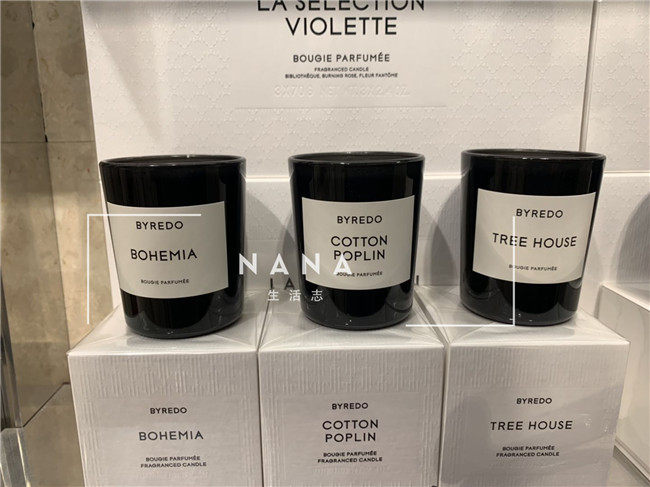 LA SÉLECTION
VIOLETTE
BOUGIE PARFUMÉE
FRAGRANCED CANDLE
BIBLIOTHÈQUE, BURNING ROSE, FLEUR FANTÔME
BYREDO
BOHEMIA
BOUGIE PARFUMÉE
BYREDO
COTTON
POPLIN
BOUGIE PARFUMÉE
BYREDO
TREE HOUSE
BOUGIE PARFUMÉE
NANA
生活志
BYREDO
BOHEMIA
BOUGIE PARFUMÉE
FRAGRANCED CANDLE
BYREDO
COTTON
POPLIN
BOUGIE PARFUMÉE
FRAGRANCED CANDLE
BYREDO
TREE HOUSE
BOUGIE PARFUMÉE
FRAGRANCED CANDLE